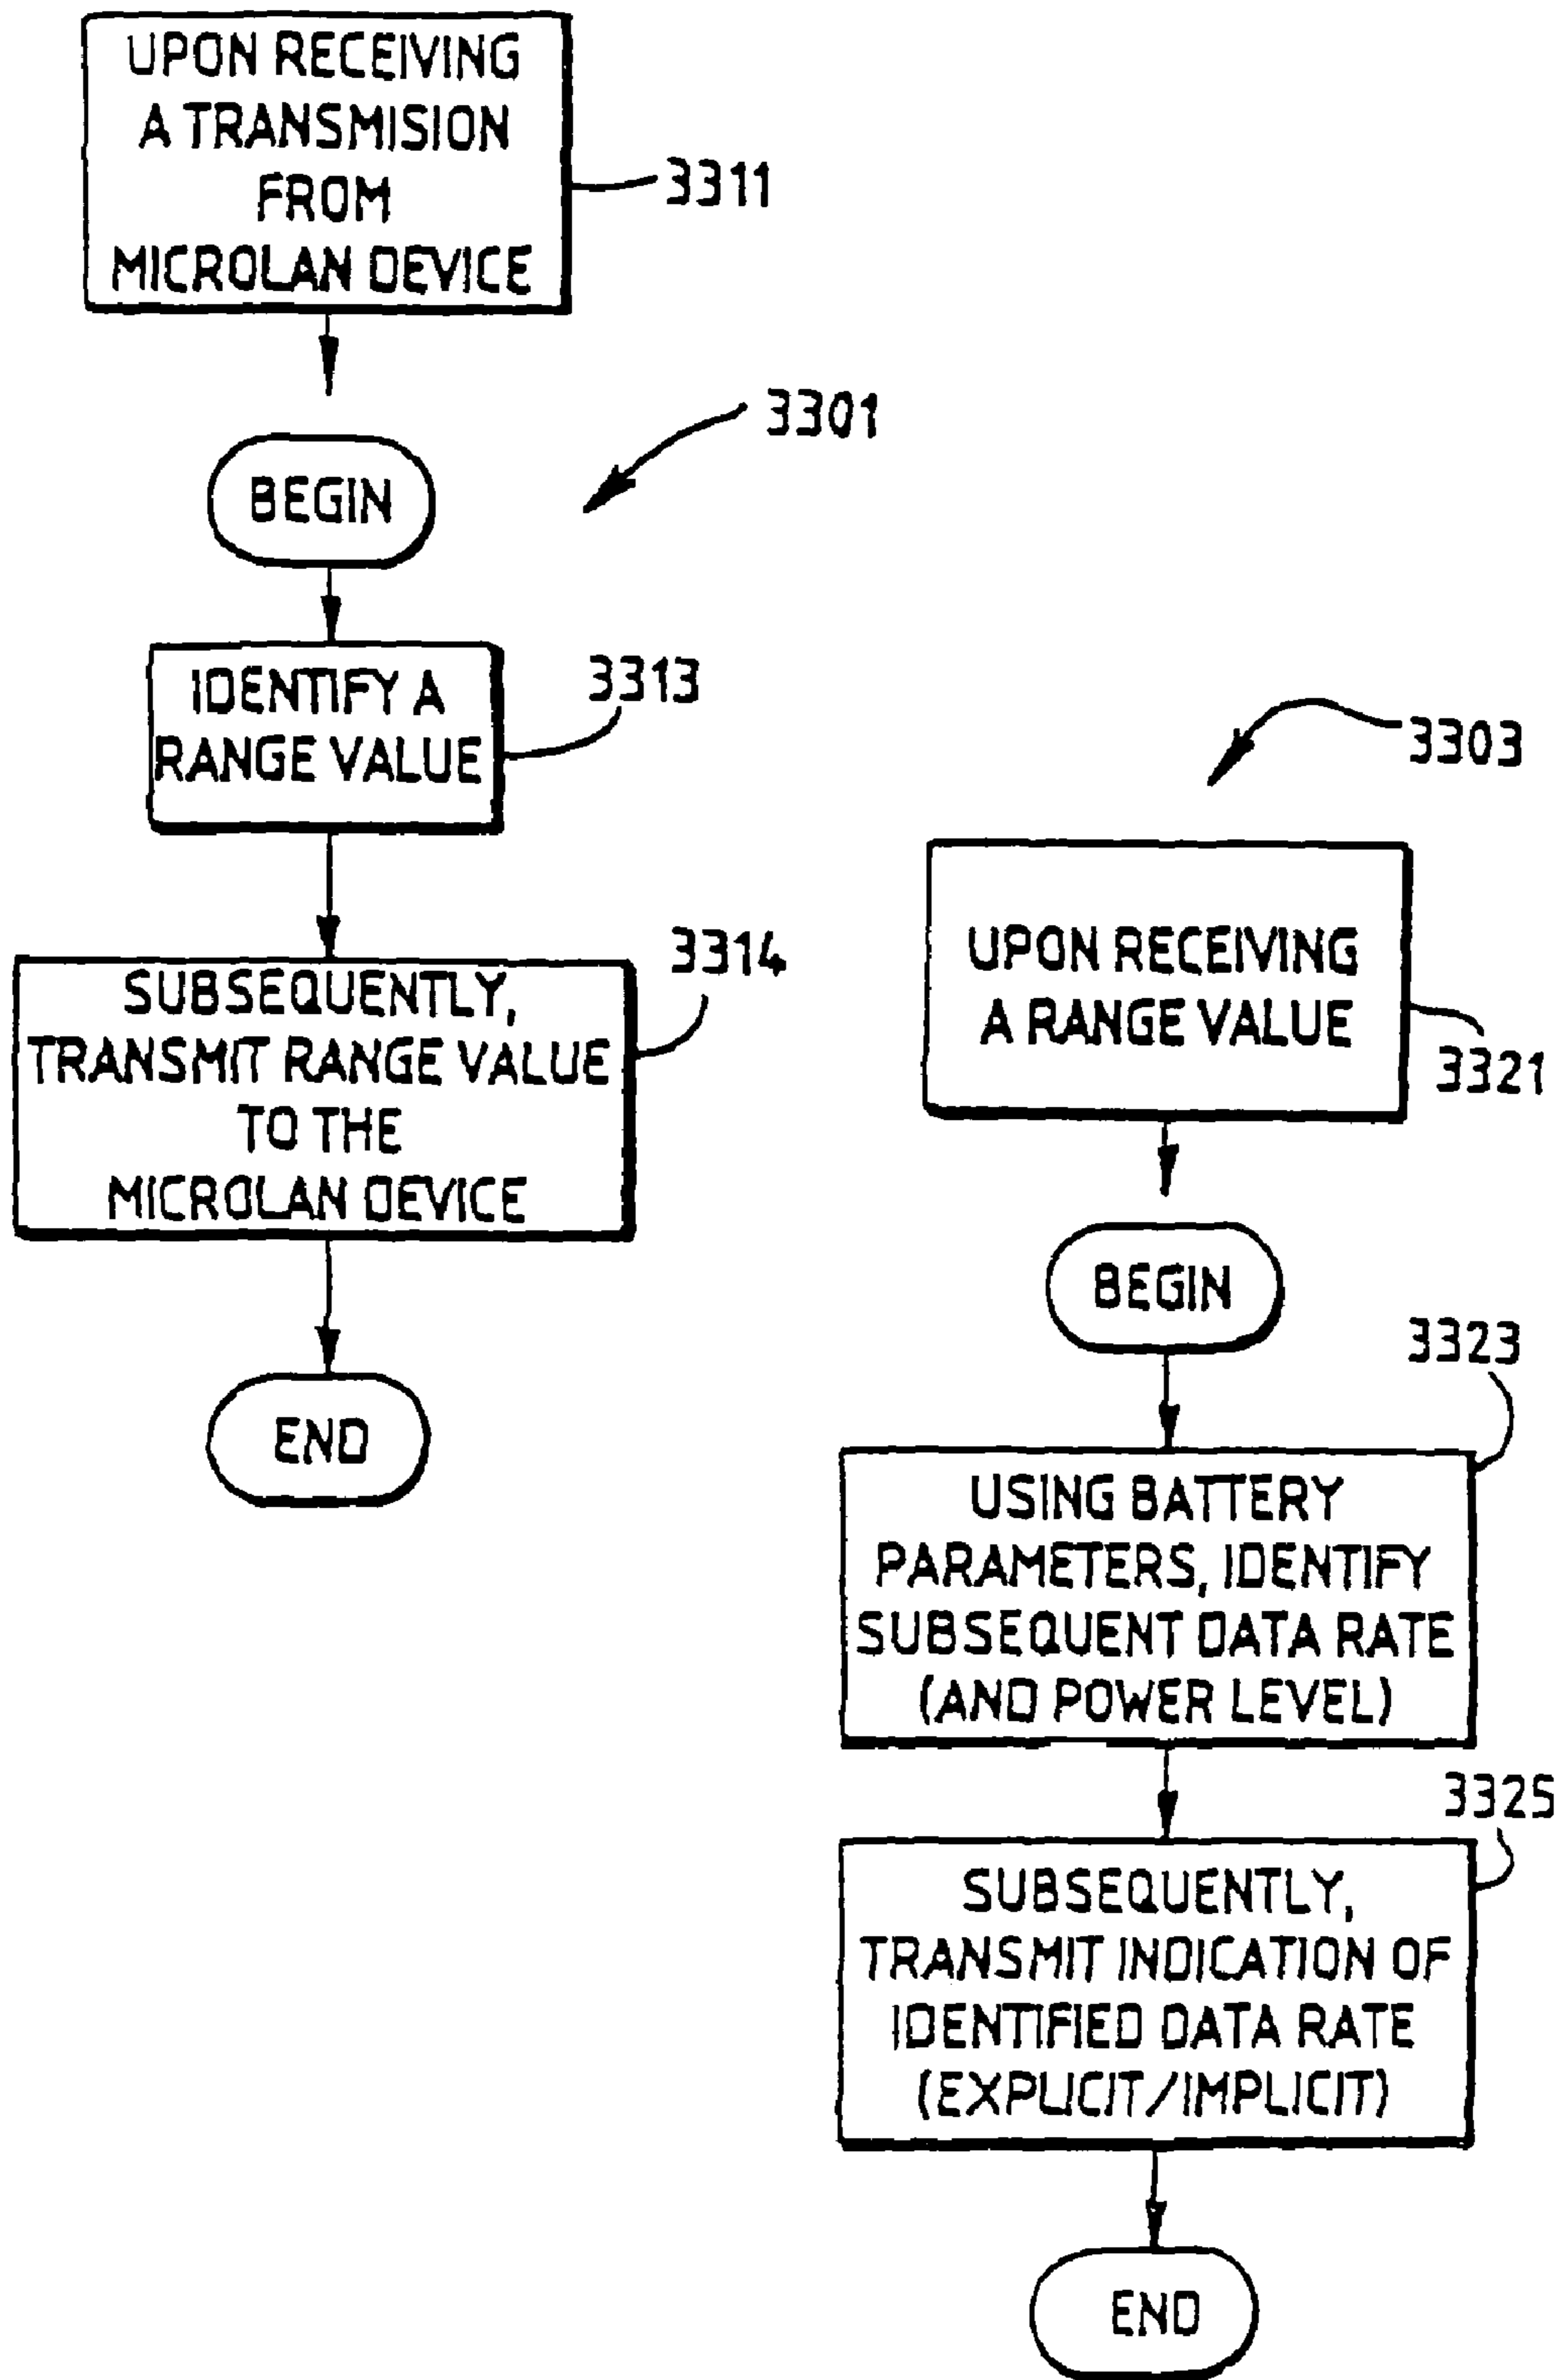 UPON RECEIVING
A TRANSMISION
FROM
MICROLAN DEVICE
3311
3301
BEGIN
IDENTIFY A
RANGE VALUE
3313
SUBSEQUENTLY,
TRANSMIT RANGE VALUE
TO THE
MICROLAN DEVICE
3314
END
3303
UPON RECEIVING
A RANGE VALUE
3321
BEGIN
3323
USING BATTERY
PARAMETERS, IDENTIFY
SUBSEQUENT DATA RATE
(AND POWER LEVEL)
3325
SUBSEQUENTLY,
TRANSMIT INDICATION OF
IDENTIFIED DATA RATE
(EXPLICIT/IMPLICIT)
END